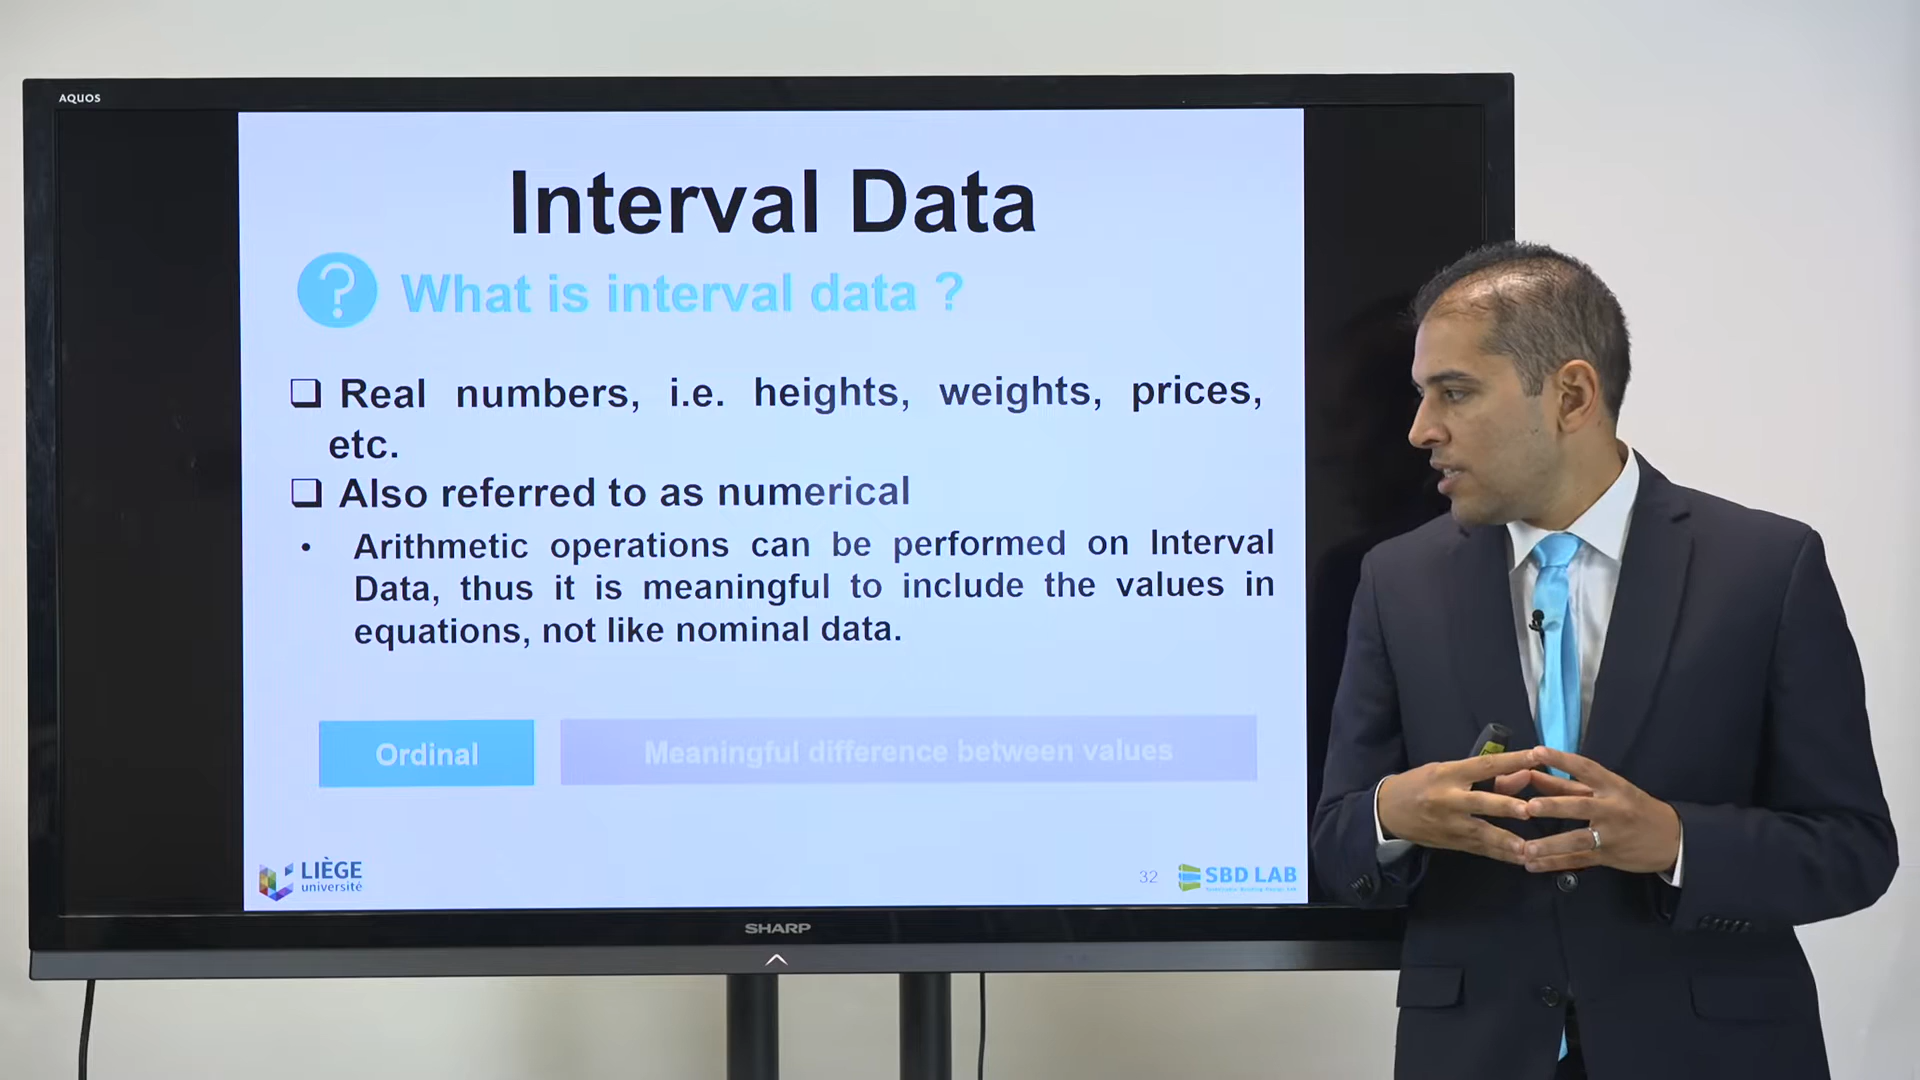 AQUOS
Interval Data
? What is interval data ?
❑ Real numbers, i.e. heights, weights, prices,
etc.
❑ Also referred to as numerical
• Arithmetic operations can be performed on Interval
Data, thus it is meaningful to include the values in
equations, not like nominal data.
Ordinal
Meaningful difference between values
LIÈGE
université
32
SBD LAB
SHARP